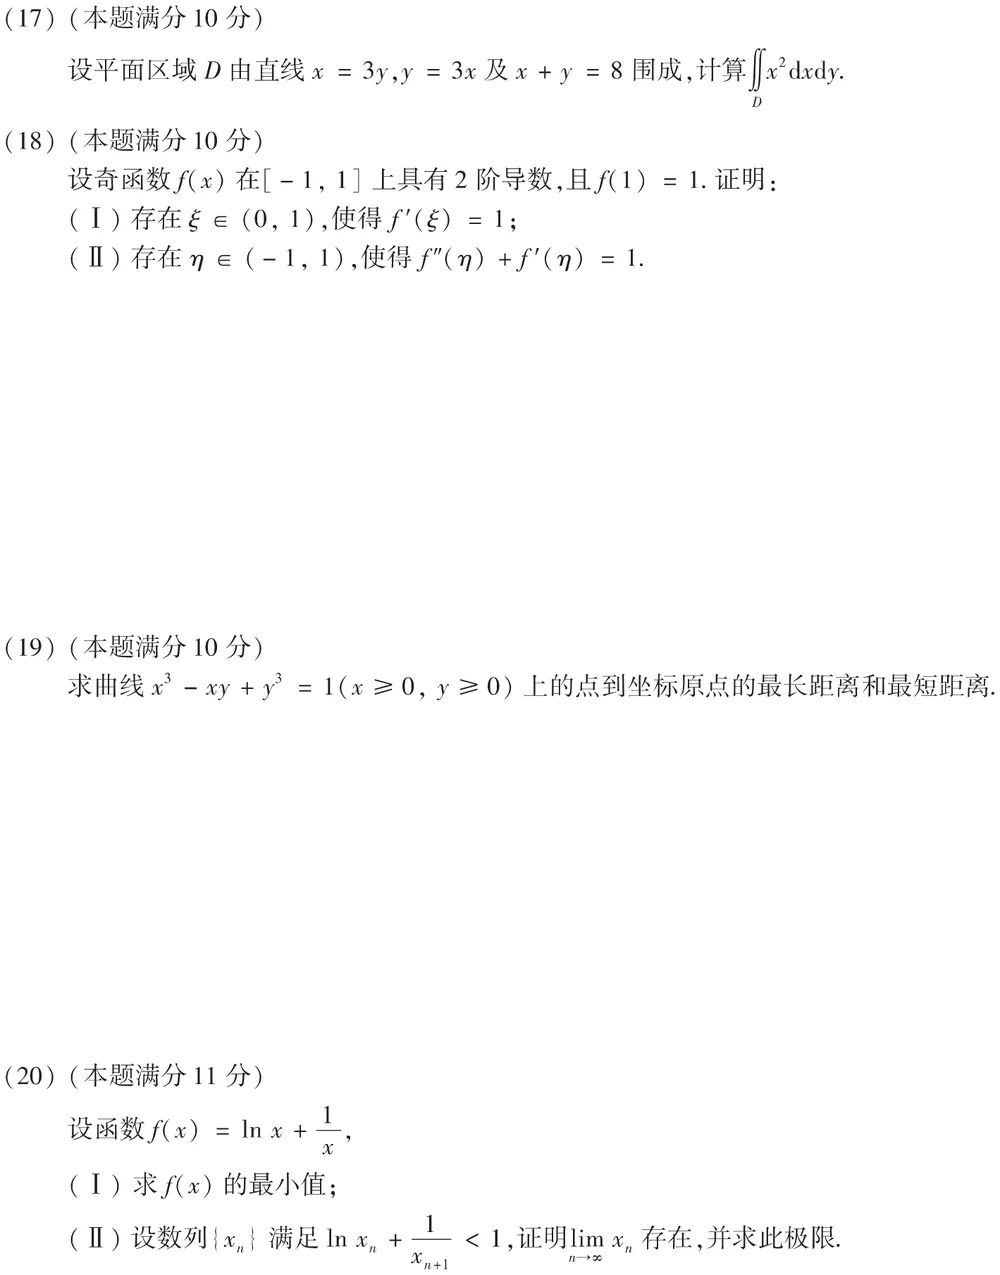 (17) (本题满分 10 分)
设平面区域 D 由直线 x = 3y, y = 3x 及 x + y = 8 围成,计算∬_D x²dxdy.
(18) (本题满分 10 分)
设奇函数 f(x) 在[-1, 1] 上具有 2 阶导数,且 f(1) = 1. 证明:
(Ⅰ) 存在 ξ ∈ (0, 1),使得 f′(ξ) = 1;
(Ⅱ) 存在 η ∈ (-1, 1),使得 f″(η) + f′(η) = 1.
(19) (本题满分 10 分)
求曲线 x³ - xy + y³ = 1(x ≥ 0, y ≥ 0) 上的点到坐标原点的最长距离和最短距离.
(20) (本题满分 11 分)
设函数 f(x) = ln x + 1/x,
(Ⅰ) 求 f(x) 的最小值;
(Ⅱ) 设数列{xₙ} 满足 ln xₙ + 1/xₙ₊₁ < 1,证明 lim_{n→∞} xₙ 存在,并求此极限.